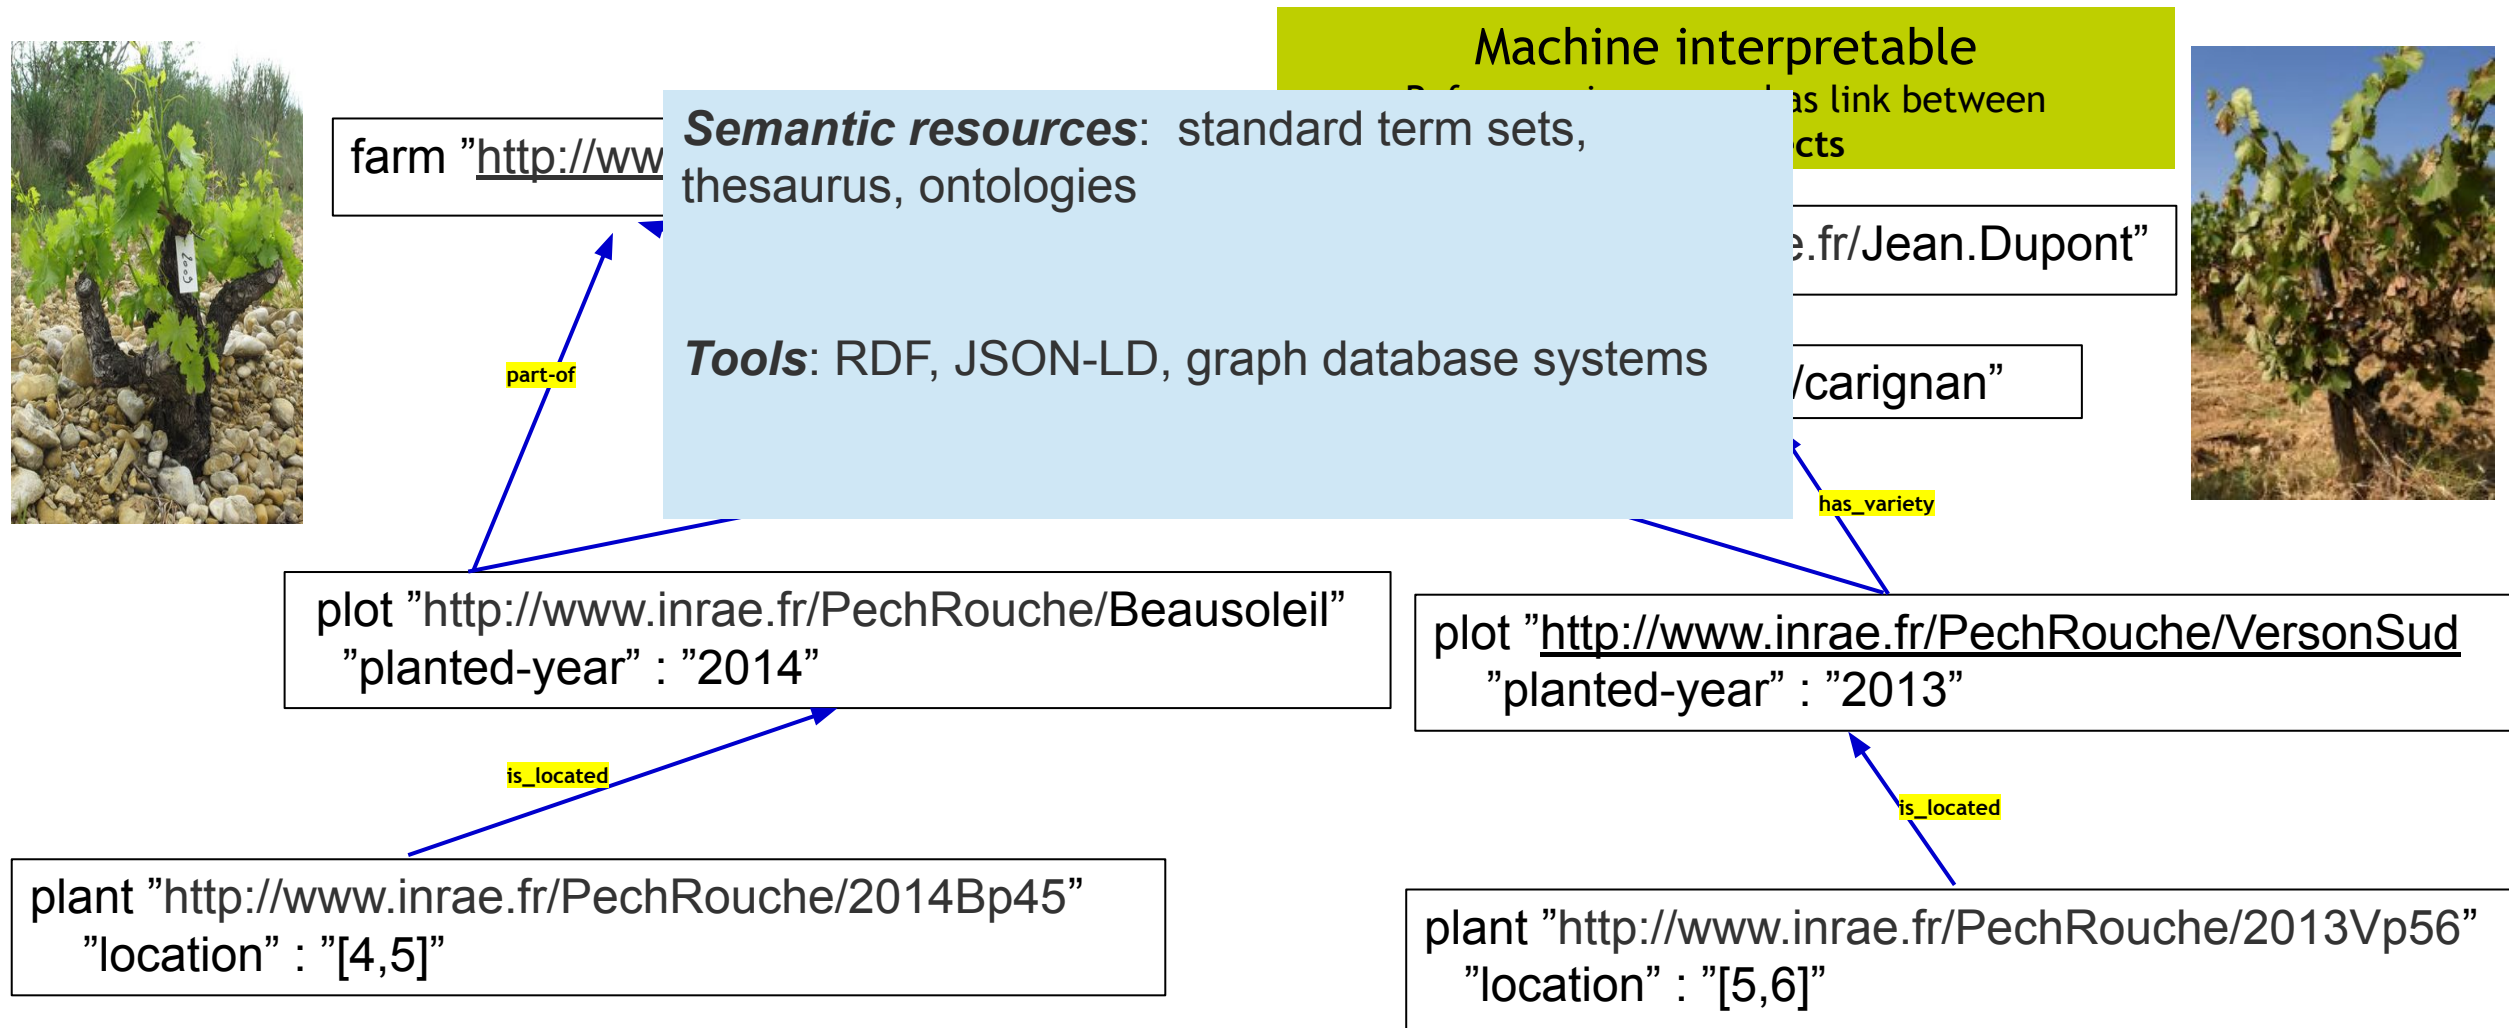 Machine interpretable
as link between
cts
farm ”http://ww
Semantic resources: standard term sets,
thesaurus, ontologies
e.fr/Jean.Dupont”
Tools: RDF, JSON-LD, graph database systems
part-of
/carignan”
has_variety
plot ”http://www.inrae.fr/PechRouche/Beausoleil”
”planted-year” : ”2014”
plot ”http://www.inrae.fr/PechRouche/VersonSud
”planted-year” : ”2013”
is_located
is_located
plant ”http://www.inrae.fr/PechRouche/2014Bp45”
”location” : ”[4,5]”
plant ”http://www.inrae.fr/PechRouche/2013Vp56”
”location” : ”[5,6]”